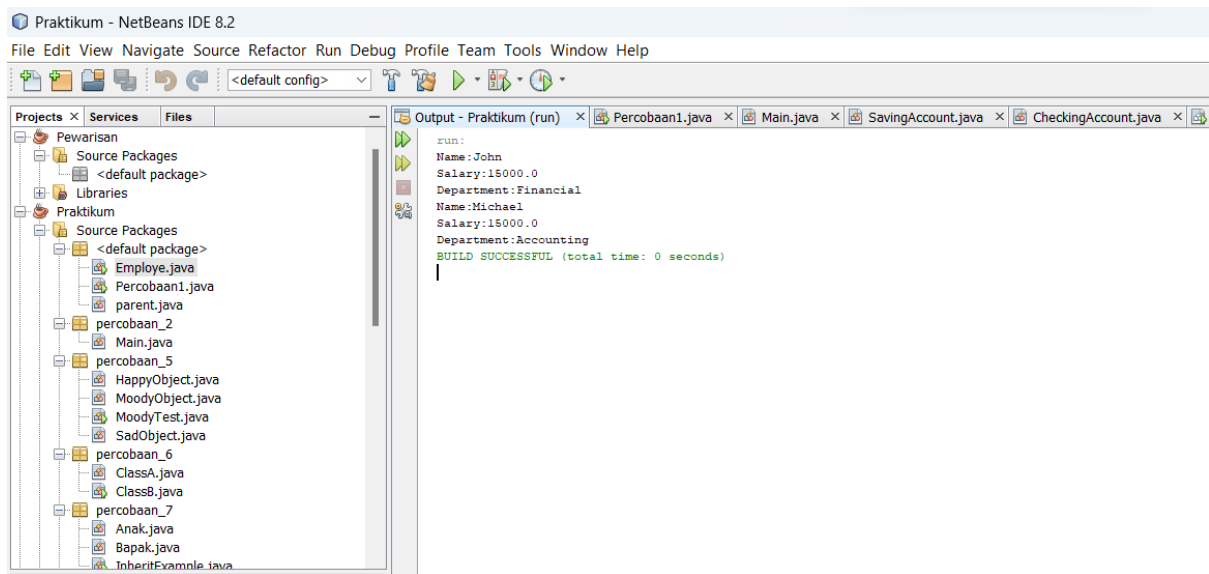 Praktikum - NetBeans IDE 8.2
File Edit View Navigate Source Refactor Run Debug Profile Team Tools Window Help
<default config>
Projects Services Files
Output - Praktikum (run) Percobaan1.java Main.java SavingAccount.java CheckingAccount.java
Pewarisan
Source Packages
<default package>
Libraries
Praktikum
Source Packages
<default package>
Employe.java
Percobaan1.java
parent.java
percobaan_2
Main.java
percobaan_5
HappyObject.java
MoodyObject.java
MoodyTest.java
SadObject.java
percobaan_6
ClassA.java
ClassB.java
percobaan_7
Anak.java
Bapak.java
InheritExample.java
run:
Name:John
Salary:15000.0
Department:Financial
Name:Michael
Salary:15000.0
Department:Accounting
BUILD SUCCESSFUL (total time: 0 seconds)